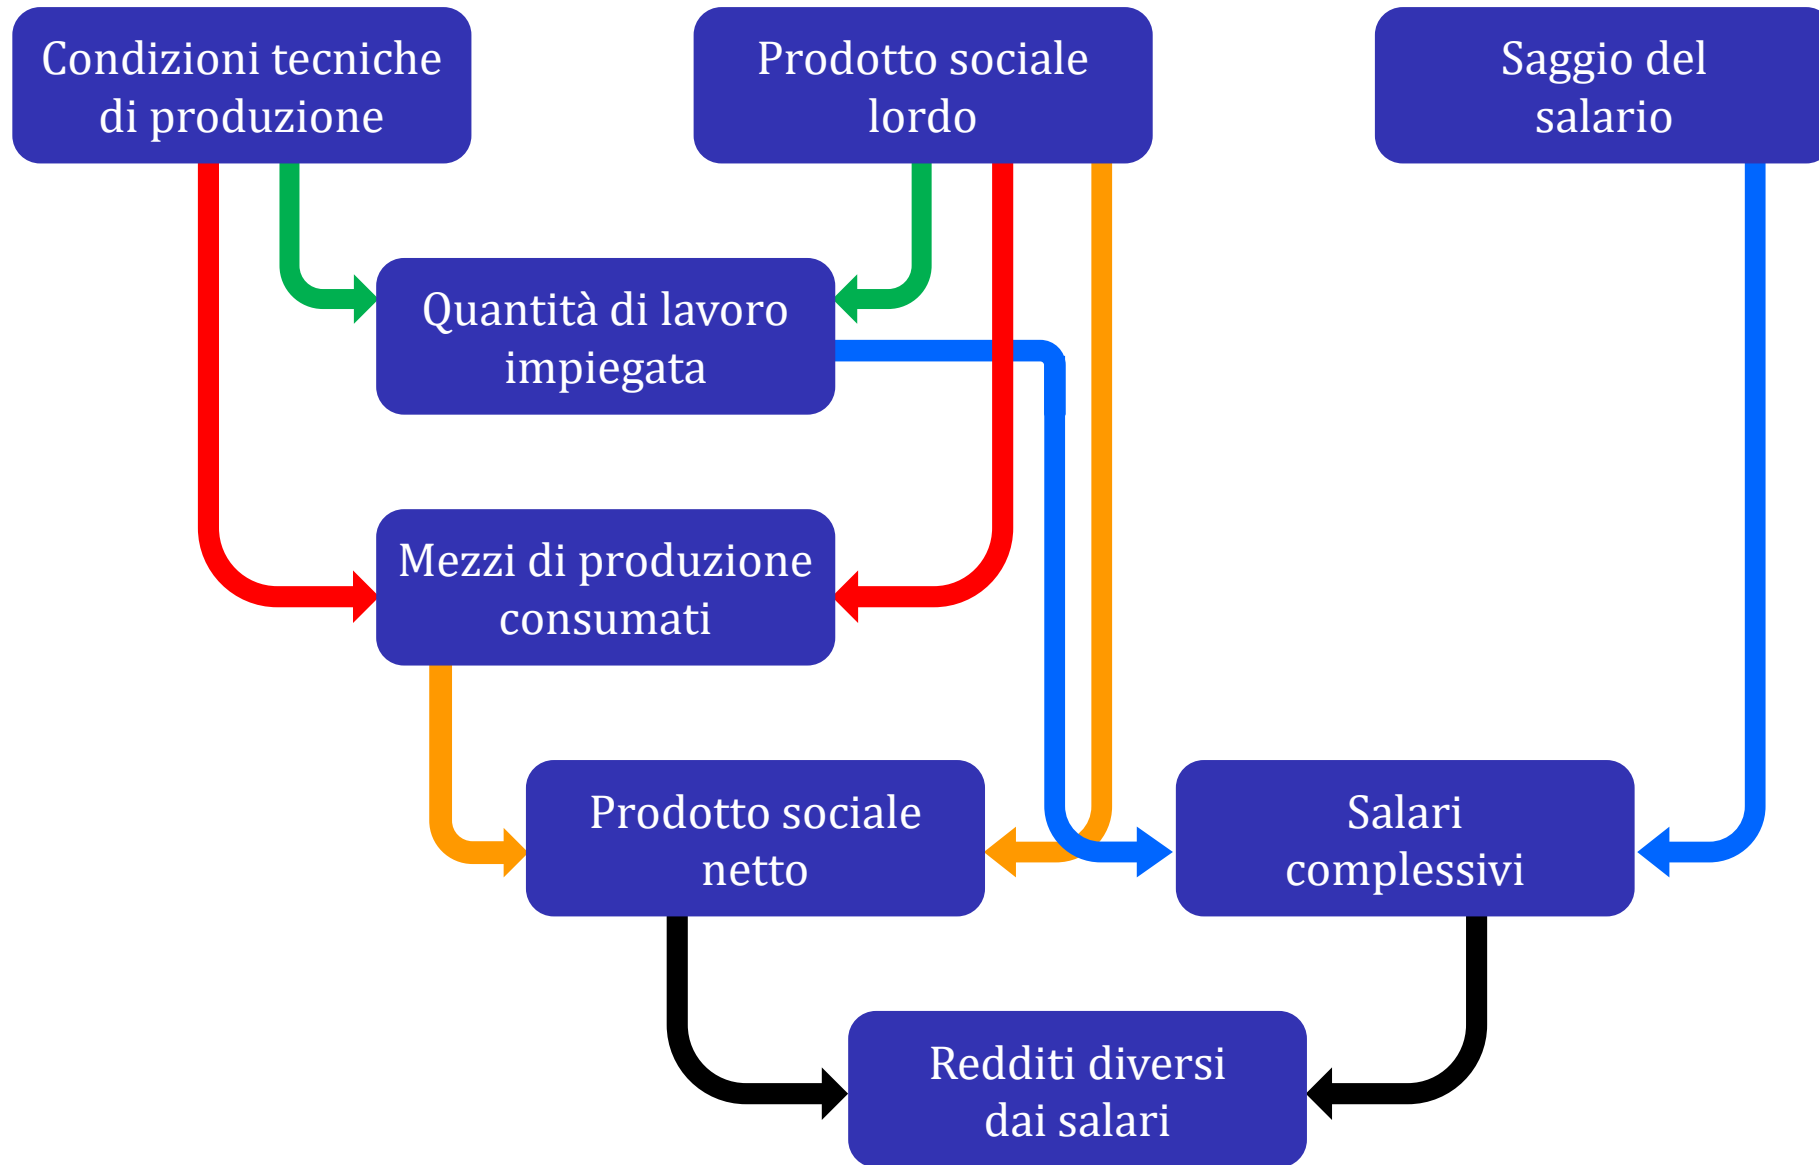 Condizioni tecniche
di produzione
Prodotto sociale
lordo
Saggio del
salario
Quantità di lavoro
impiegata
Mezzi di produzione
consumati
Prodotto sociale
netto
Salari
complessivi
Redditi diversi
dai salari